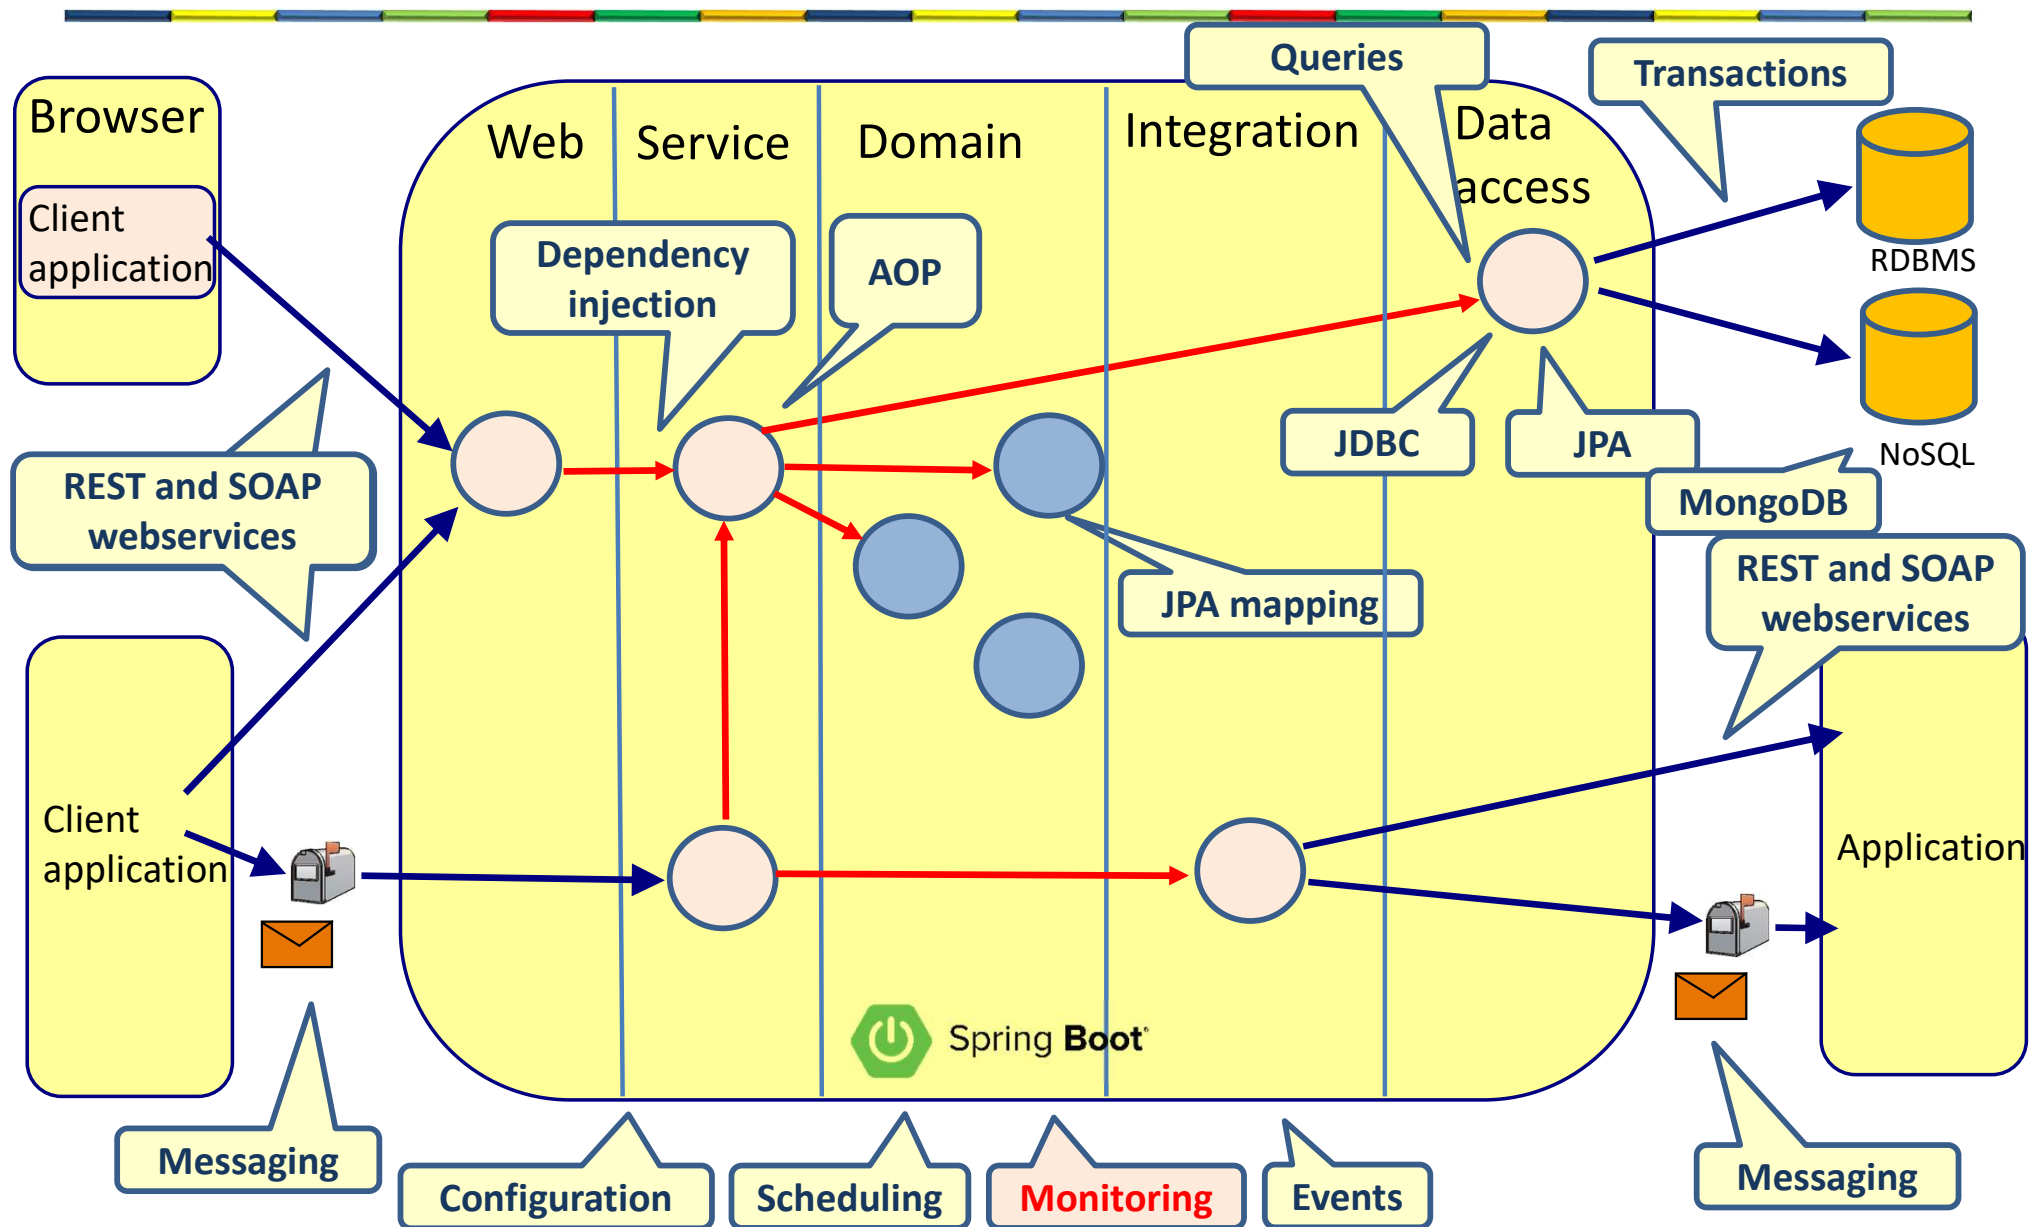 Queries
Transactions
Browser
Web
Service
Domain
Integration
Data
access
Client
application
Dependency
injection
AOP
RDBMS
JDBC
JPA
NoSQL
MongoDB
REST and SOAP
webservices
JPA mapping
REST and SOAP
webservices
Client
application
Application
Spring Boot
Messaging
Configuration
Scheduling
Monitoring
Events
Messaging